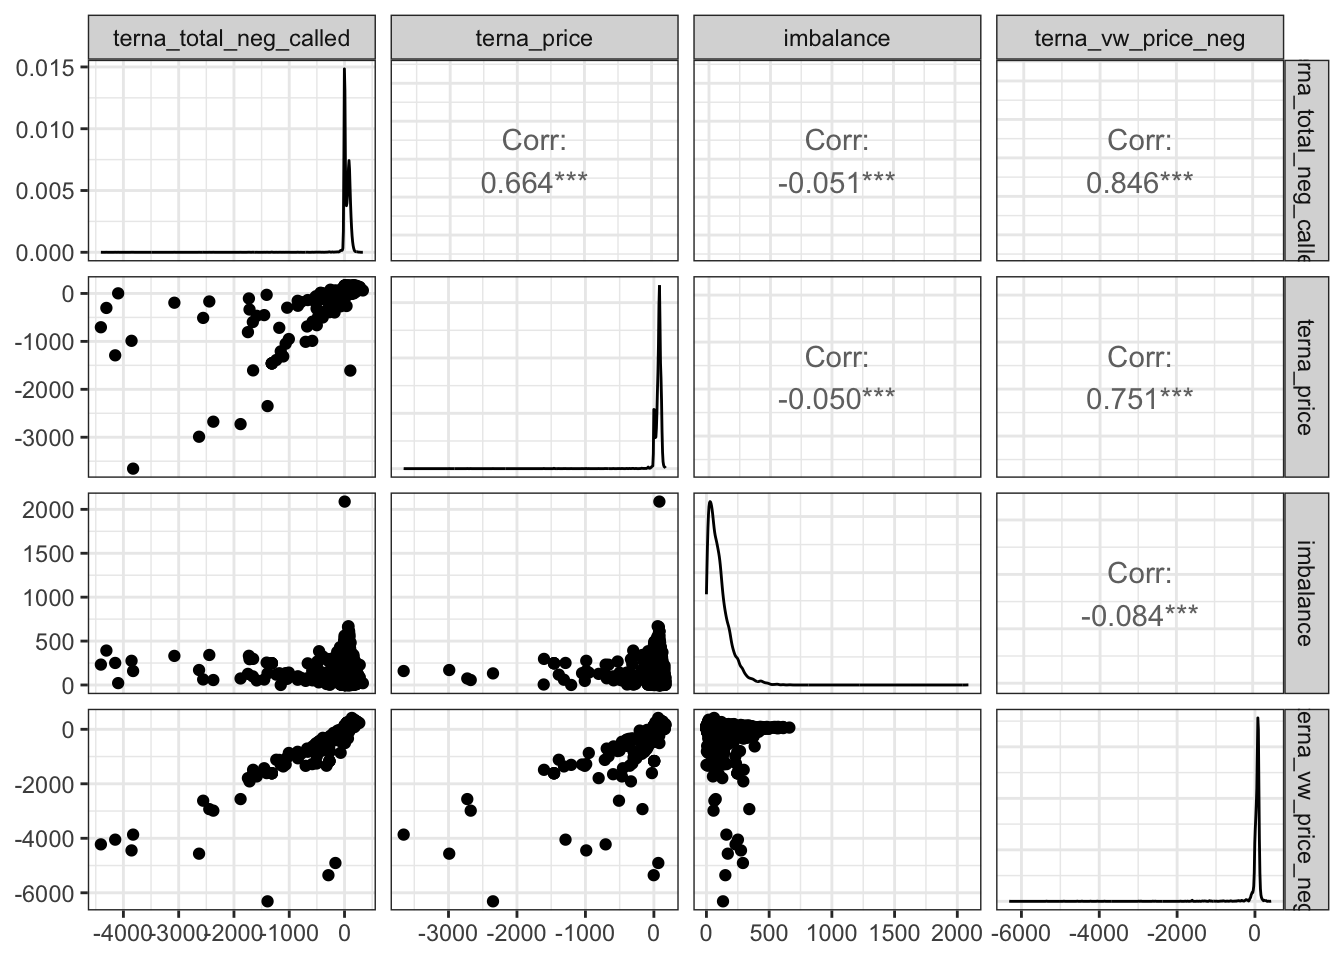 terna_total_neg_called terna_price imbalance terna_vw_price_neg
0.015
0.010
0.005
0.000
Corr:
0.664***
Corr:
-0.051***
Corr:
0.846***
rna_total_neg_calle
0
-1000
-2000
-3000
Corr:
-0.050***
Corr:
0.751***
terna_price
2000
1500
1000
500
0
Corr:
-0.084***
imbalance
0
-2000
-4000
-6000
erna_vw_price_neg
-4000 -3000 -2000 -1000 0
-3000 -2000 -1000 0
0 500 1000 1500 2000
-6000 -4000 -2000 0